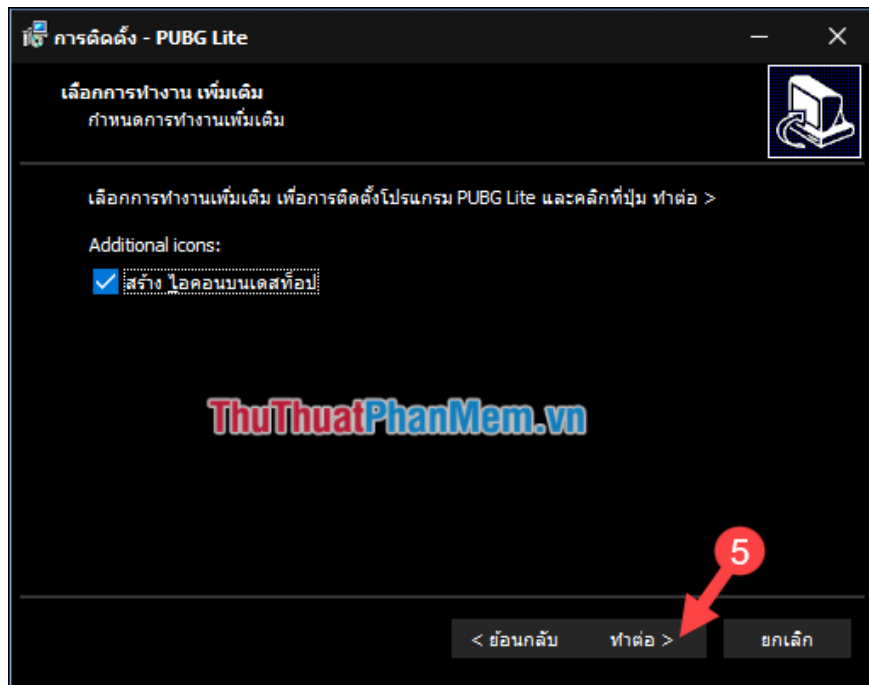 การติดตั้ง - PUBG Lite
เลือกการทำงาน เพิ่มเติม
กำหนดการทำงานเพิ่มเติม
เลือกการทำงานเพิ่มเติม เพื่อการติดตั้งโปรแกรม PUBG Lite และคลิกที่ปุ่ม ทำต่อ >
Additional icons:
สร้าง ไอคอนบนเดสท็อป
ThuThuatPhanMem.vn
5
< ย้อนกลับ ทำต่อ > ยกเลิก